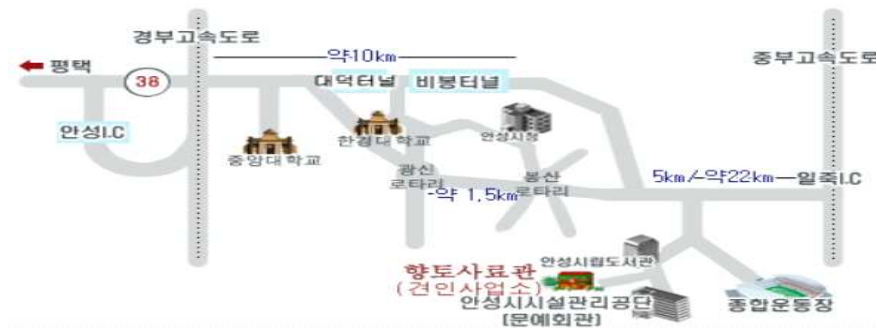 경부고속도로
약10km
중부고속도로
평택
38
대덕터널
비봉터널
안성I.C
한경대학교
안성시청
중앙대학교
광신
로타리
봉산
로타리
5km/-약22km
일죽I.C
-약 1,5km
향토사료관
(견인사업소)
안성시립도서관
안성시시설관리공단
(문예회관)
종합운동장